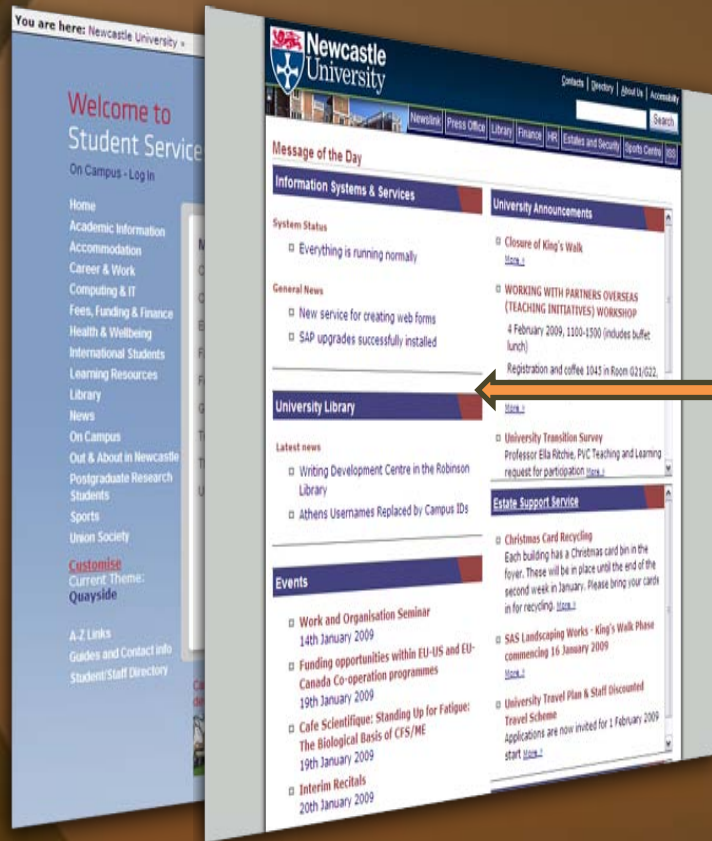 You are here: Newcastle University »
Welcome to
Student Service
On Campus - Log In
Home
Academic Information
Accommodation
Career & Work
Computing & IT
Fees, Funding & Finance
Health & Wellbeing
International Students
Learning Resources
Library
News
On Campus
Out & About in Newcastle
Postgraduate Research
Students
Sports
Union Society
Customise
Current Theme:
Quayside
A-Z Links
Guides and Contact info
Student/Staff Directory
Newcastle
University
Contacts | Directory | About Us | Accessibility
Search
Newslink Press Office Library Finance HR Estates and Security Sports Centre ISS
Message of the Day
Information Systems & Services
System Status
Everything is running normally
General News
New service for creating web forms
SAP upgrades successfully installed
University Library
Latest news
Writing Development Centre in the Robinson
Library
Athens Usernames Replaced by Campus IDs
Events
Work and Organisation Seminar
14th January 2009
Funding opportunities within EU-US and EU-
Canada Co-operation programmes
19th January 2009
Cafe Scientifique: Standing Up for Fatigue:
The Biological Basis of CFS/ME
19th January 2009
Interim Recitals
20th January 2009
University Announcements
Closure of King's Walk
More
WORKING WITH PARTNERS OVERSEAS
(TEACHING INITIATIVES) WORKSHOP
4 February 2009, 1100-1500 (includes buffet
lunch)
Registration and coffee 1045 in Room G21/G22,
More
University Transition Survey
Professor Ella Ritchie, PVC Teaching and Learning
request for participation More
Estate Support Service
Christmas Card Recycling
Each building has a Christmas card bin in the
foyer. These will be in place until the end of the
second week in January. Please bring your cards
in for recycling. More
SAS Landscaping Works - King's Walk Phase
commencing 16 January 2009
More
University Travel Plan & Staff Discounted
Travel Scheme
Applications are now invited for 1 February 2009
start More